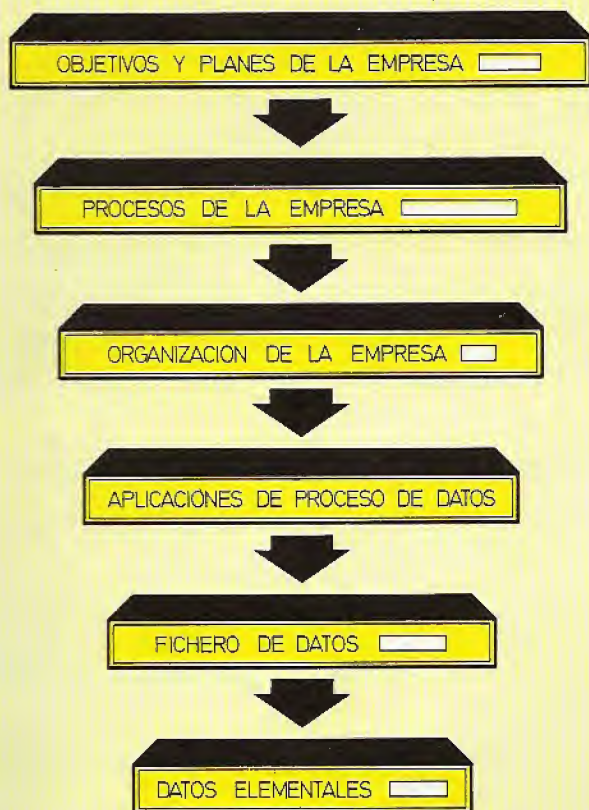 OBJETIVOS Y PLANES DE LA EMPRESA
PROCESOS DE LA EMPRESA
ORGANIZACION DE LA EMPRESA
APLICACIONES DE PROCESO DE DATOS
FICHERO DE DATOS
DATOS ELEMENTALES